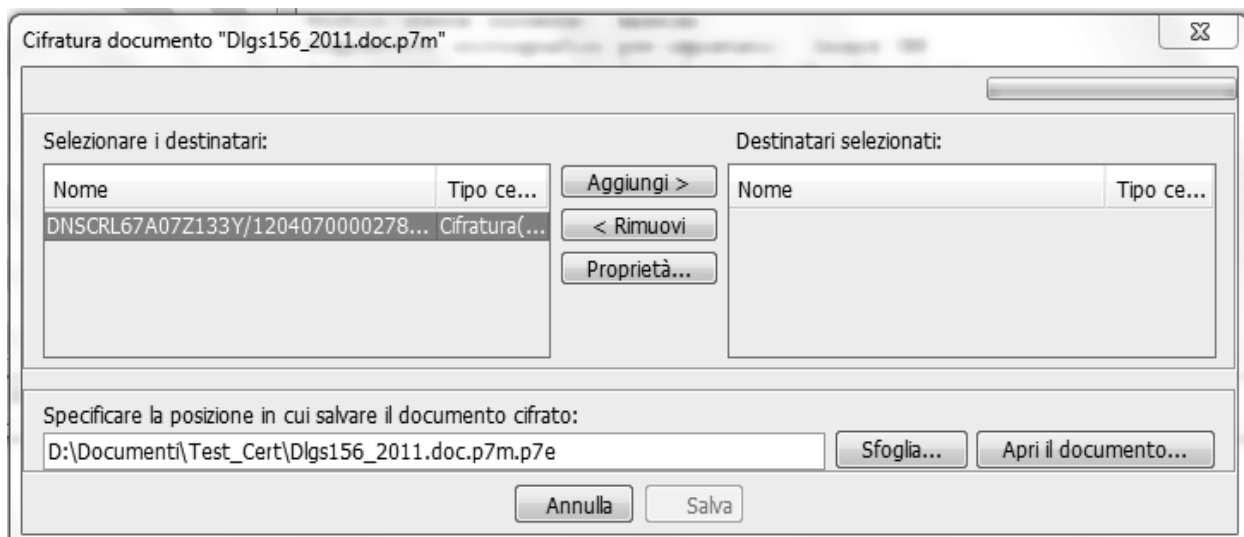 Cifratura documento "Dlgs156_2011.doc.p7m"
Selezionare i destinatari:
Destinatari selezionati:
Nome
Tipo ce...
Aggiungi >
Nome
Tipo ce...
DNSCRL67A07Z133Y/1204070000278...
Cifratura(...
< Rimuovi
Proprietà...
Specificare la posizione in cui salvare il documento cifrato:
D:\Documenti\Test_Cert\Dlgs156_2011.doc.p7m.p7e
Sfoglia...
Apri il documento...
Annulla
Salva